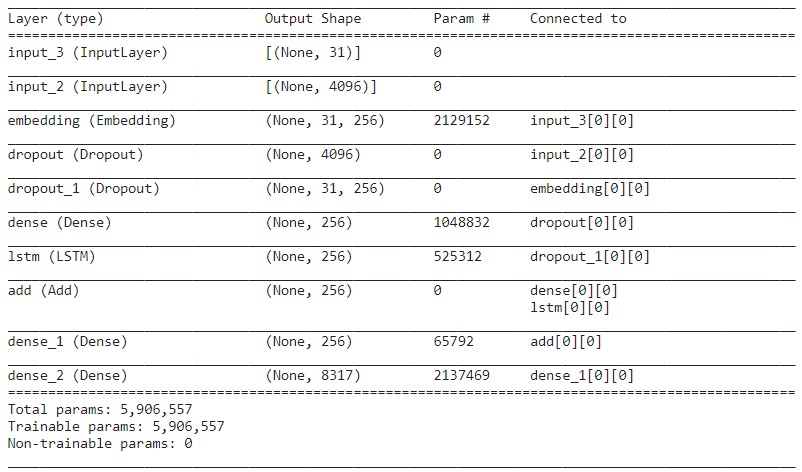 Layer (type) Output Shape Param # Connected to
input_3 (InputLayer) [(None, 31)] 0
input_2 (InputLayer) [(None, 4096)] 0
embedding (Embedding) (None, 31, 256) 2129152 input_3[0][0]
dropout (Dropout) (None, 4096) 0 input_2[0][0]
dropout_1 (Dropout) (None, 31, 256) 0 embedding[0][0]
dense (Dense) (None, 256) 1048832 dropout[0][0]
lstm (LSTM) (None, 256) 525312 dropout_1[0][0]
add (Add) (None, 256) 0 dense[0][0]
lstm[0][0]
dense_1 (Dense) (None, 256) 65792 add[0][0]
dense_2 (Dense) (None, 8317) 2137469 dense_1[0][0]
Total params: 5,906,557
Trainable params: 5,906,557
Non-trainable params: 0